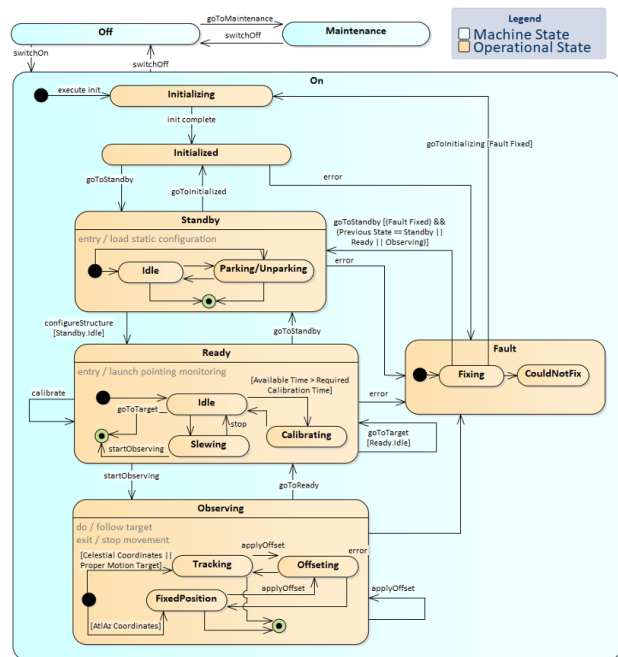 goToMaintenance
Off
Maintenance
switchOff
switchOn
switchOff
Legend
Machine State
Operational State
On
execute init
Initializing
init complete
goToInitializing [Fault Fixed]
Initialized
goToStandby
goToInitialized
error
Standby
goToStandby [(Fault Fixed) &&
(Previous State == Standby ||
Ready || Observing)]
entry / load static configuration
Idle
Parking/Unparking
error
configureStructure
[Standby.Idle]
goToStandby
Ready
Fault
entry / launch pointing monitoring
Fixing
CouldNotFix
[Available Time > Required
Calibration Time]
calibrate
Idle
error
goToTarget
stop
Calibrating
goToTarget
[Ready.Idle]
Slewing
startObserving
startObserving
goToReady
Observing
do / follow target
exit / stop movement
applyOffset
error
[Celestial Coordinates ||
Proper Motion Target]
Tracking
Offseting
applyOffset
applyOffset
FixedPosition
[AtlAz Coordinates]